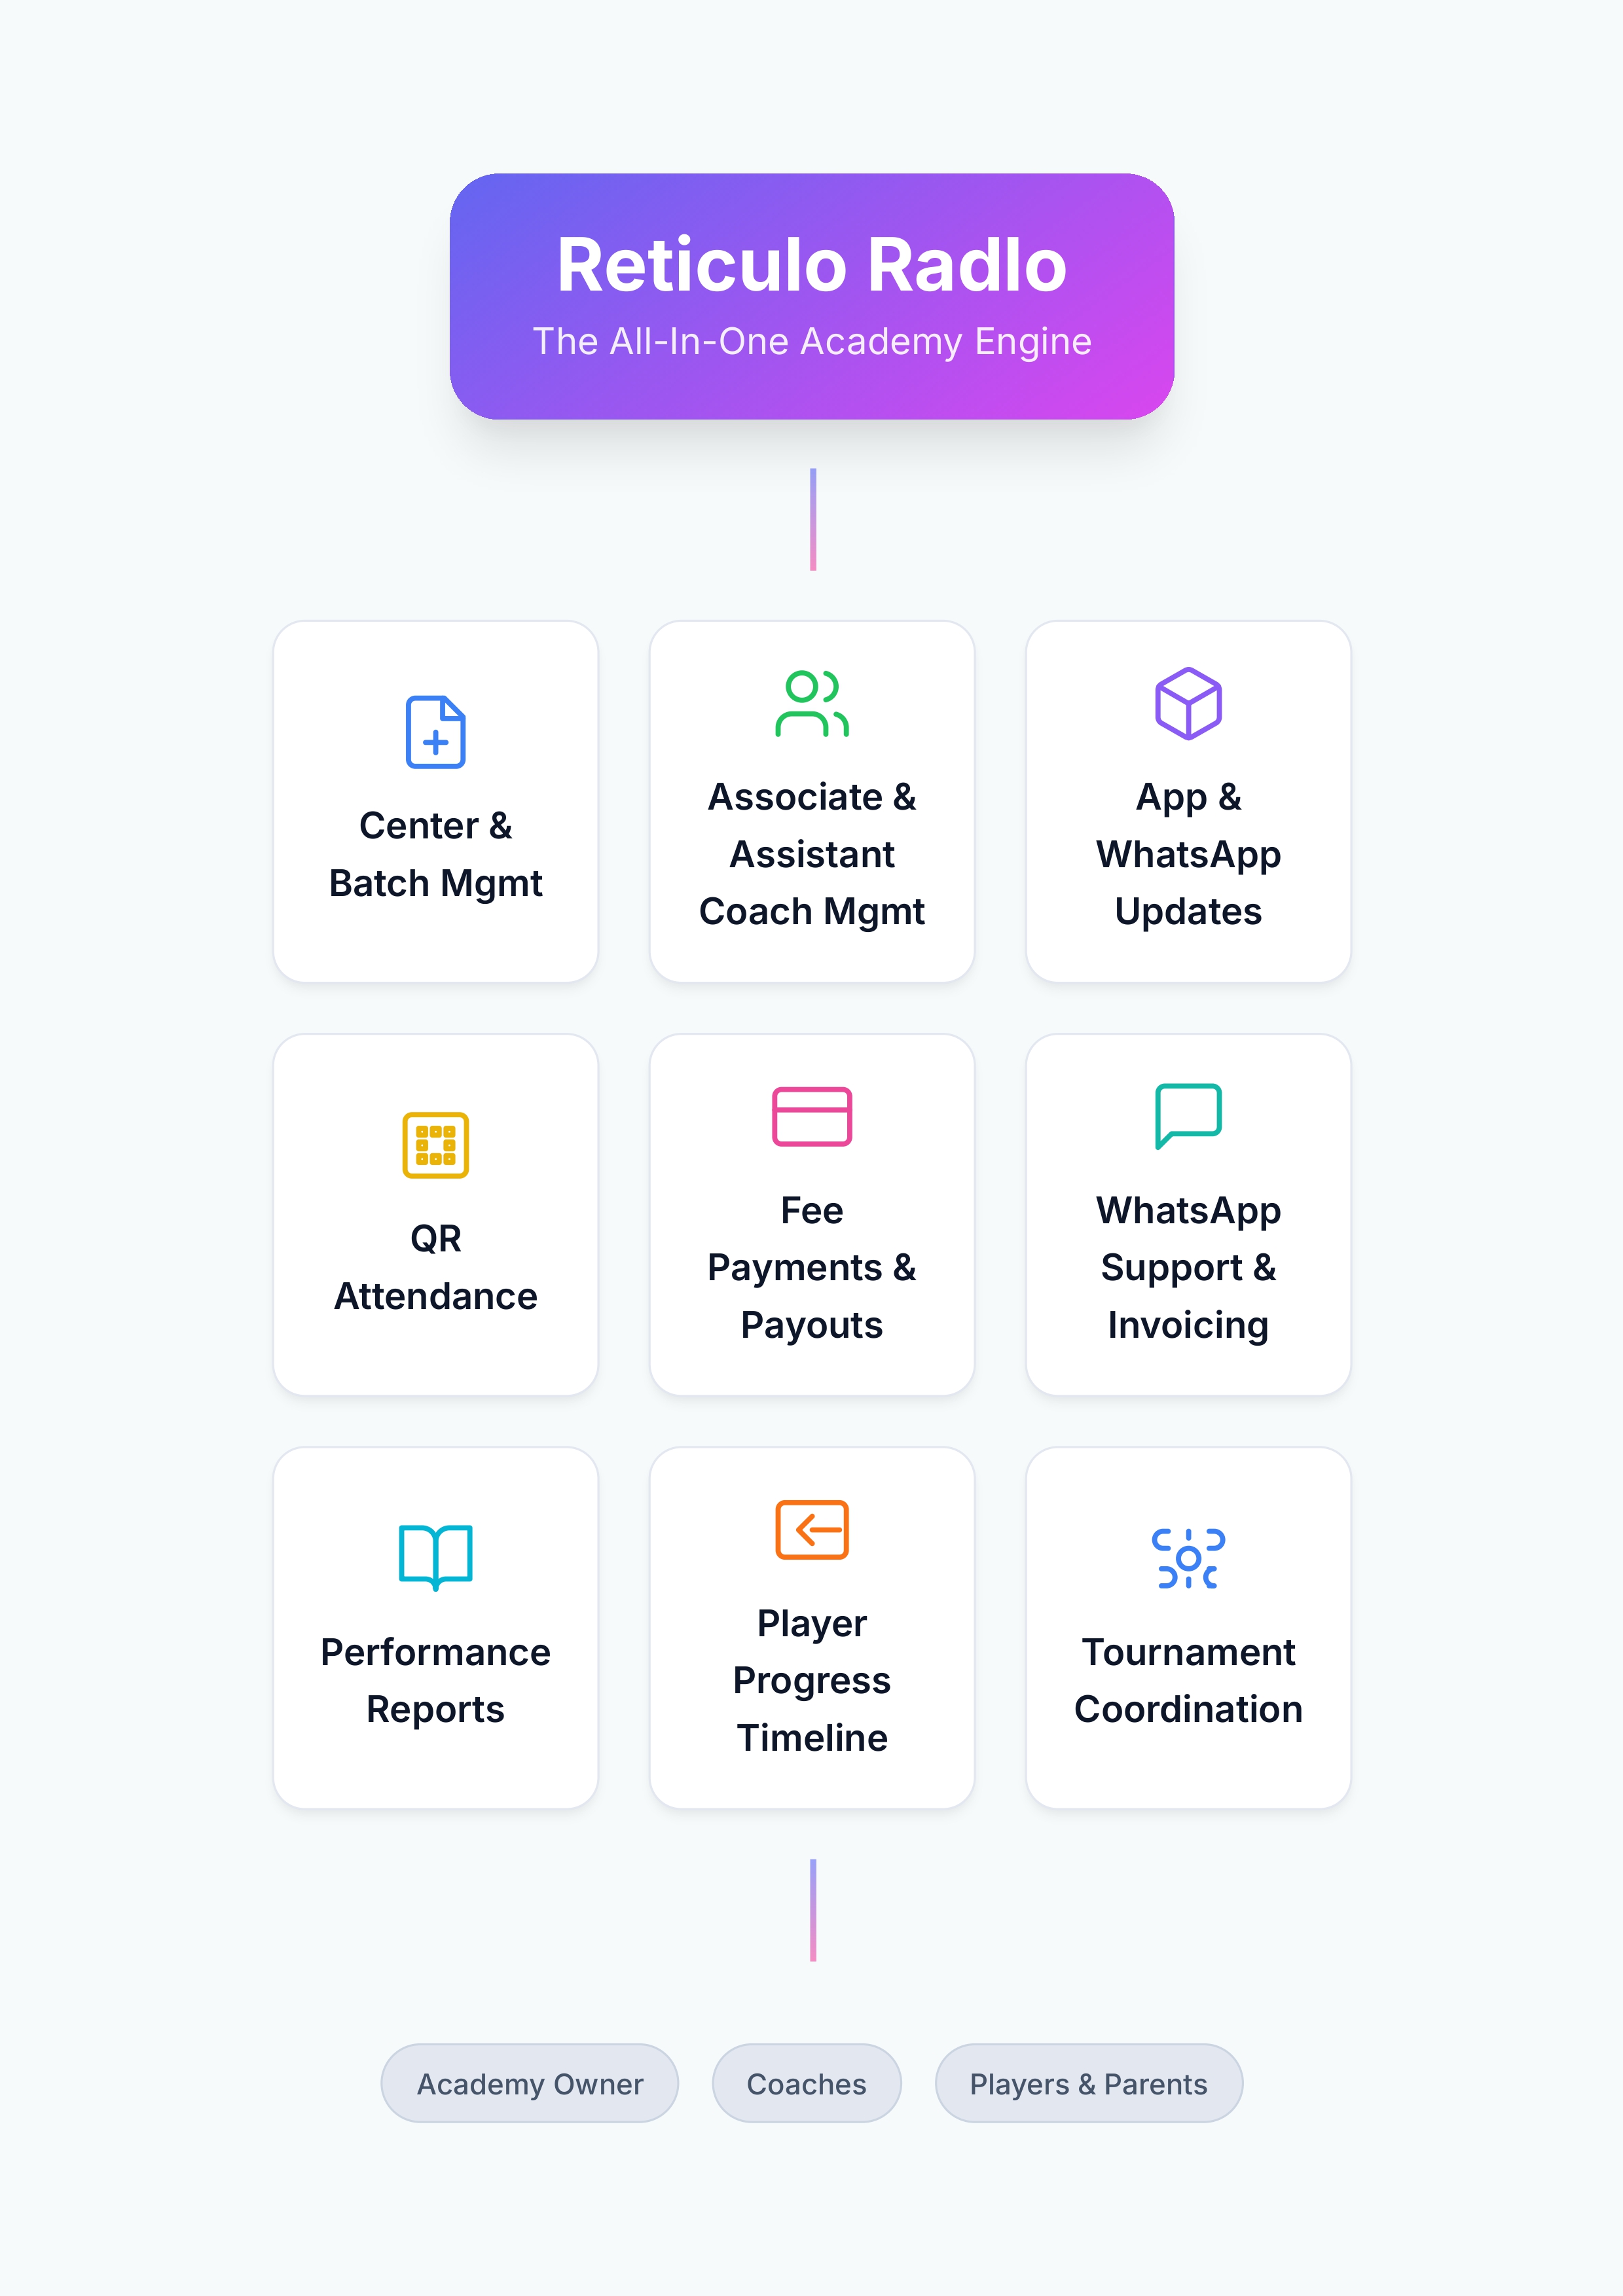 Reticulo Radlo
The All-In-One Academy Engine
Center &
Batch Mgmt
Associate &
Assistant
Coach Mgmt
App &
WhatsApp
Updates
QR
Attendance
Fee
Payments &
Payouts
WhatsApp
Support &
Invoicing
Performance
Reports
Player
Progress
Timeline
Tournament
Coordination
Academy Owner
Coaches
Players & Parents